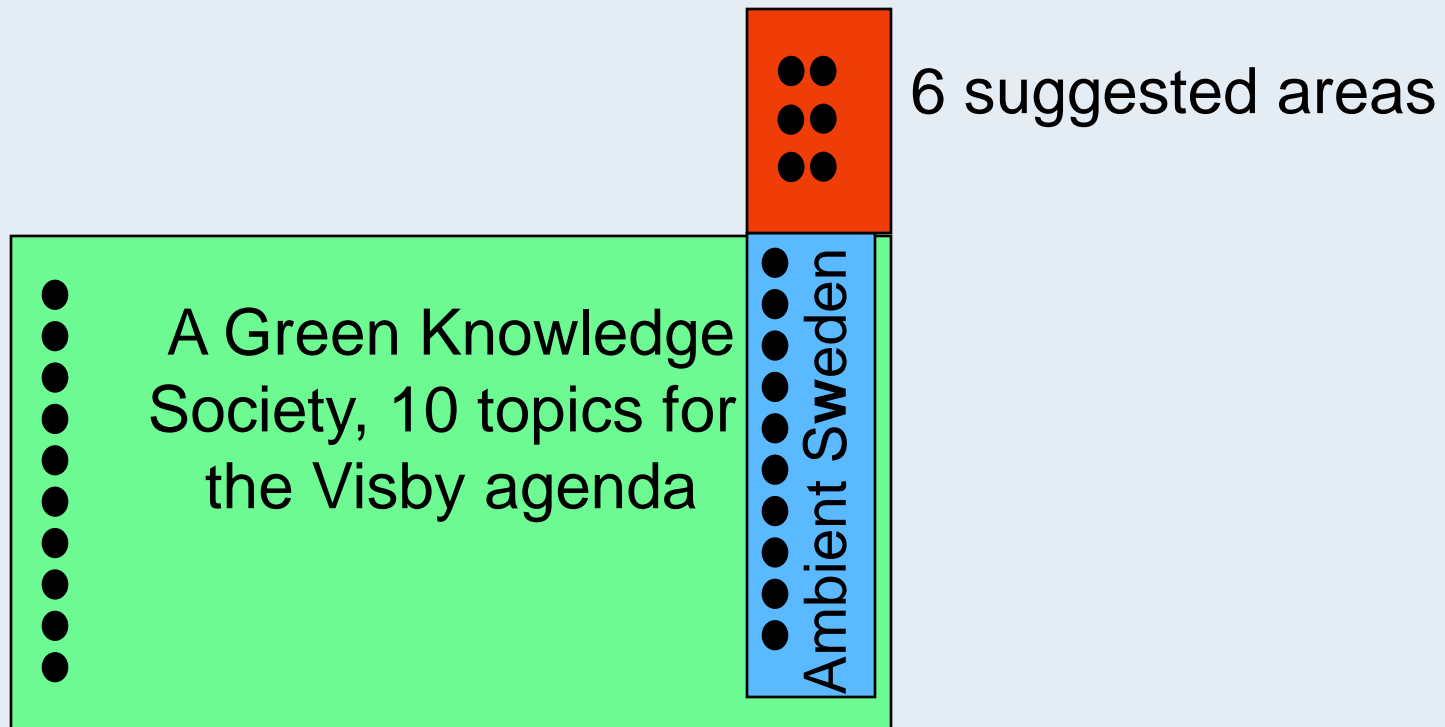 6 suggested areas
A Green Knowledge
Society, 10 topics for
the Visby agenda
Ambient Sweden